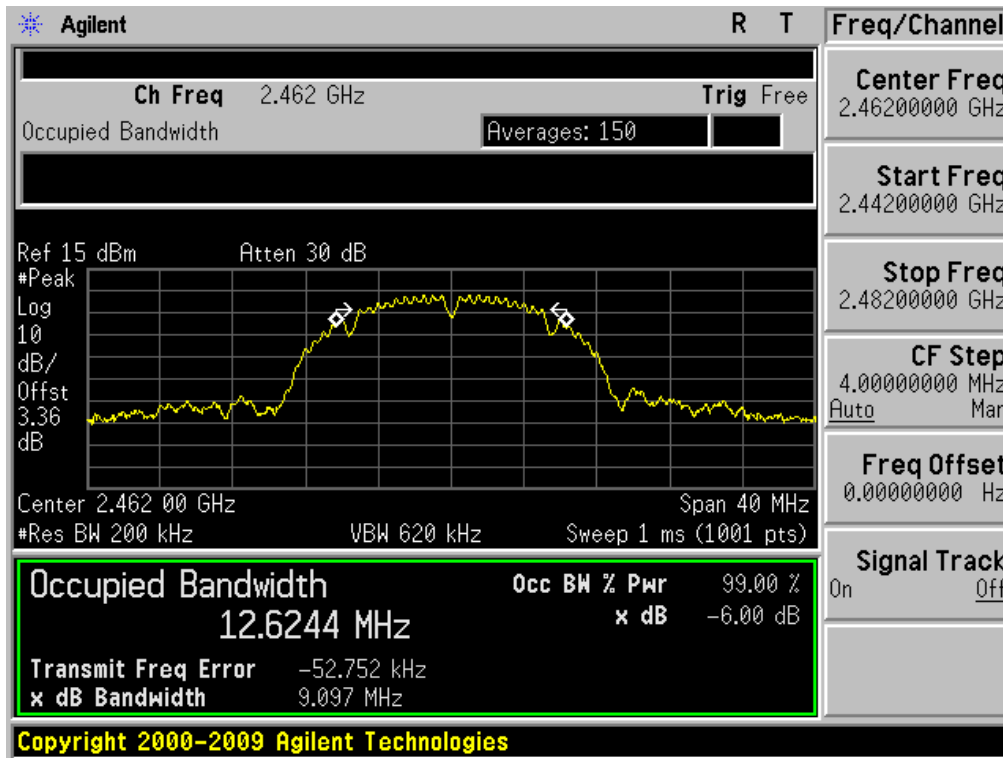 Agilent R T Freq/Channel
Ch Freq 2.462 GHz Trig Free
Occupied Bandwidth Averages: 150
Center Freq
2.46200000 GHz
Start Freq
2.44200000 GHz
Stop Freq
2.48200000 GHz
CF Step
4.00000000 MHz
Auto Man
Freq Offset
0.00000000 Hz
Signal Track
On Off
Ref 15 dBm Atten 30 dB
#Peak
Log
10
dB/
Offst
3.36
dB
Center 2.462 00 GHz Span 40 MHz
#Res BW 200 kHz VBW 620 kHz Sweep 1 ms (1001 pts)
Occupied Bandwidth Occ BW % Pwr 99.00 %
12.6244 MHz x dB -6.00 dB
Transmit Freq Error -52.752 kHz
x dB Bandwidth 9.097 MHz
Copyright 2000-2009 Agilent Technologies